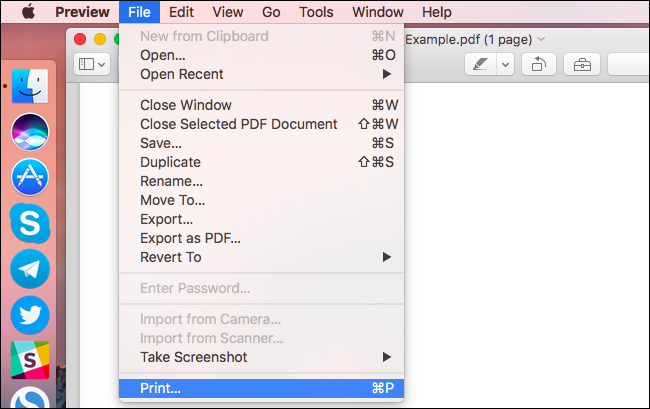 Preview File Edit View Go Tools Window Help
Example.pdf (1 page)
New from Clipboard ⌘N
Open... ⌘O
Open Recent ▶
Close Window ⌘W
Close Selected PDF Document ⇧⌘W
Save... ⌘S
Duplicate ⇧⌘S
Rename...
Move To...
Export...
Export as PDF...
Revert To ▶
Enter Password...
Import from Camera...
Import from Scanner...
Take Screenshot ▶
Print... ⌘P